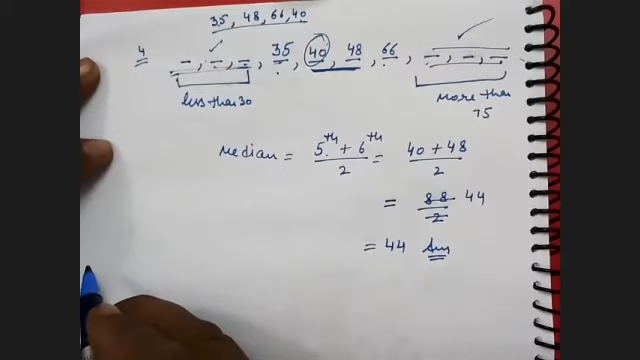 35, 48, 66, 40
4 _, _, _, 35, 40, 48, 66, _, _, _
less than 30 More than
75
Median = 5th + 6th / 2 = 40 + 48 / 2
= 88 / 2 44
= 44 Ans